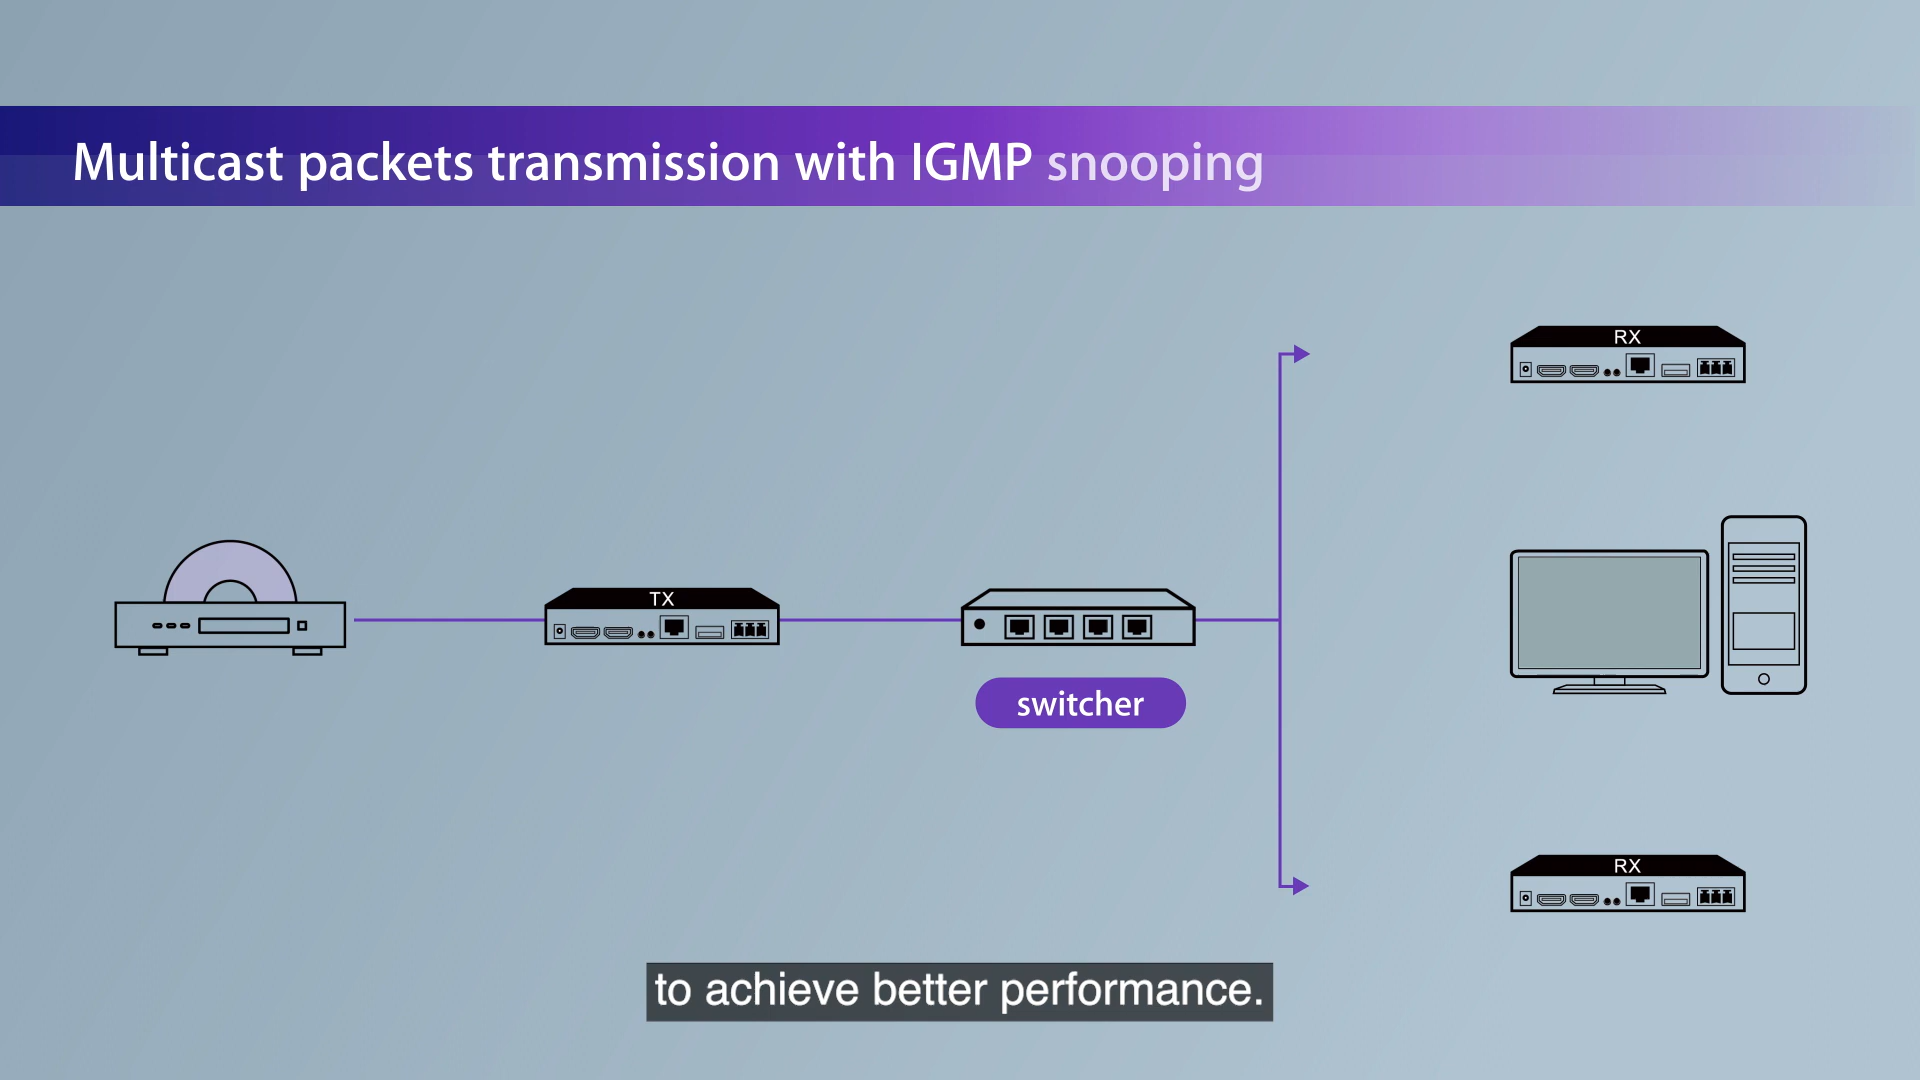 Multicast packets transmission with IGMP snooping
RX
TX
switcher
RX
to achieve better performance.